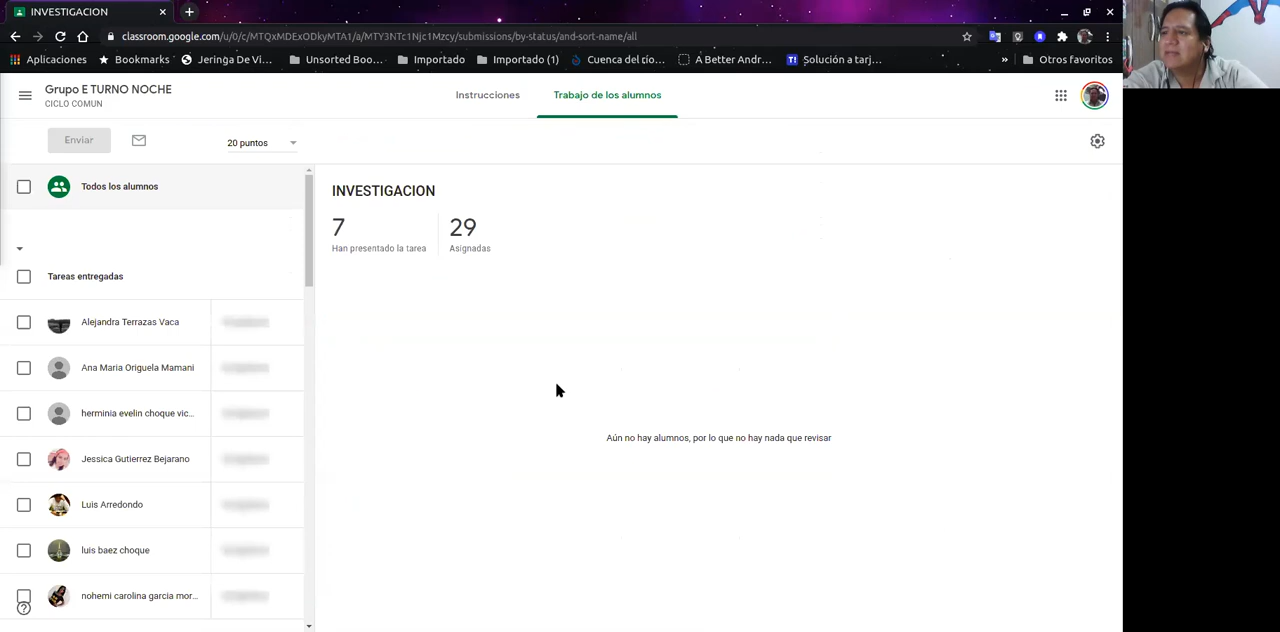 INVESTIGACION
classroom.google.com/u/0/c/MTQxMDExODkyMTA1/a/MTY3NTc1Njc1Mzcy/submissions/by-status/and-sort-name/all
Aplicaciones
Bookmarks
Jeringa De Vi...
Unsorted Boo...
Importado
Importado (1)
Cuenca del río...
A Better Andr...
T!
Solución a tarj...
»
Otros favoritos
Grupo E TURNO NOCHE
CICLO COMUN
Instrucciones
Trabajo de los alumnos
Enviar
20 puntos
Todos los alumnos
INVESTIGACION
7
29
Han presentado la tarea
Asignadas
Tareas entregadas
Alejandra Terrazas Vaca
Ana Maria Origuela Mamani
herminia evelin choque vic...
Aún no hay alumnos, por lo que no hay nada que revisar
Jessica Gutierrez Bejarano
Luis Arredondo
luis baez choque
nohemi carolina garcia mor...